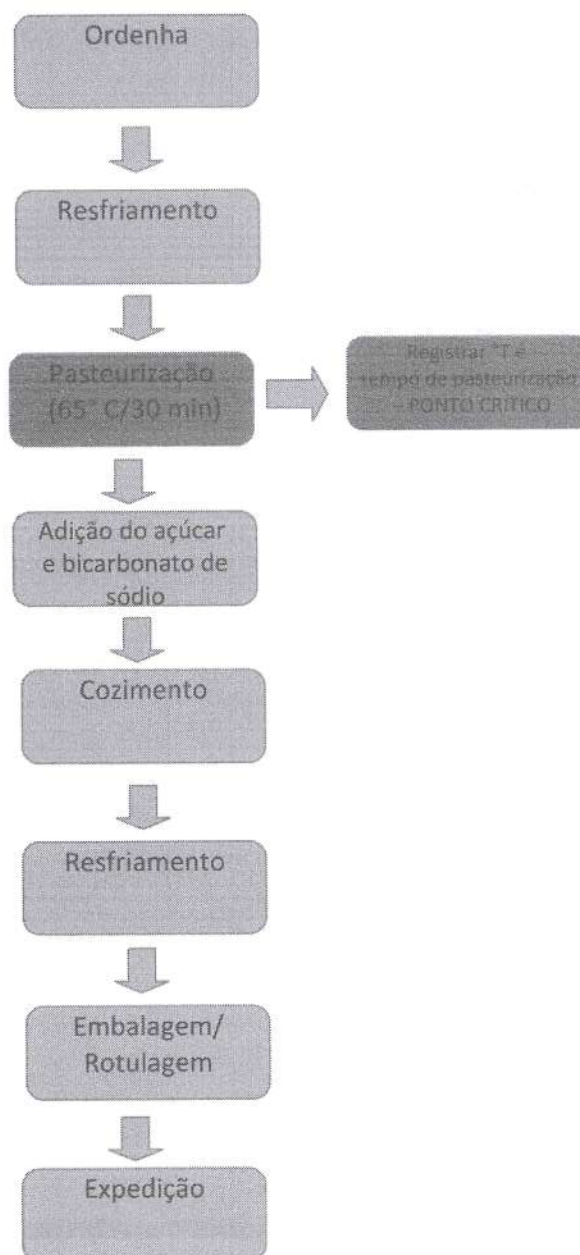 Ordenha
Resfriamento
Pasteurização
(65° C/30 min)
Registrar °T e
tempo de pasteurização
– PONTO CRÍTICO
Adição do açúcar
e bicarbonato de
sódio
Cozimento
Resfriamento
Embalagem/
Rotulagem
Expedição